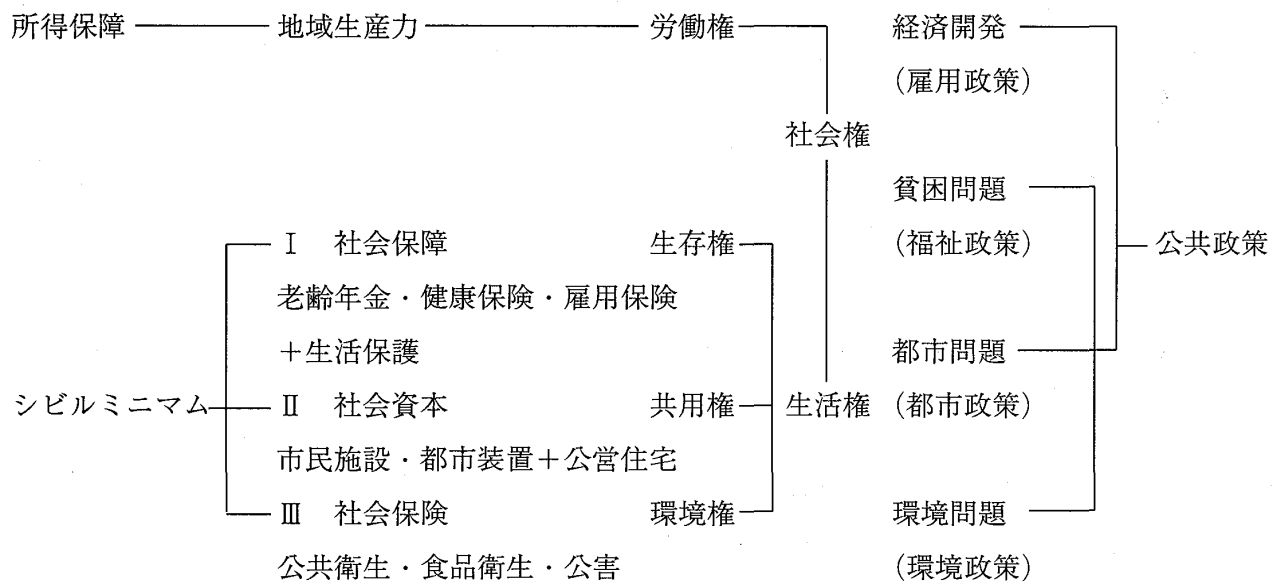 所得保障 地域生産力 労働権 経済開発
(雇用政策)
社会権
貧困問題
Ⅰ 社会保障 生存権 (福祉政策) 公共政策
老齢年金・健康保険・雇用保険
+生活保護 都市問題
シビルミニマム Ⅱ 社会資本 共用権 生活権 (都市政策)
市民施設・都市装置+公営住宅
Ⅲ 社会保険 環境権 環境問題
公共衛生・食品衛生・公害 (環境政策)